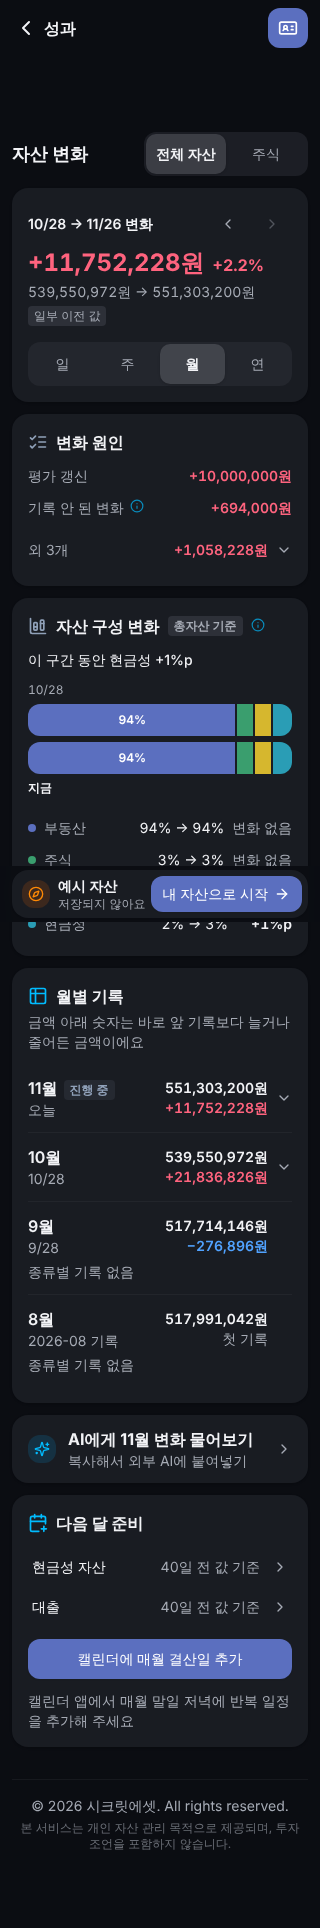 성과
자산 변화
전체 자산
주식
10/28 → 11/26 변화
+11,752,228원 +2.2%
539,550,972원 → 551,303,200원
일부 이전 값
일 주 월 연
변화 원인
평가 갱신 +10,000,000원
기록 안 된 변화 +694,000원
외 3개 +1,058,228원
자산 구성 변화 총자산 기준
이 구간 동안 현금성 +1%p
10/28
94%
94%
지금
부동산 94% → 94% 변화 없음
주식 3% → 3% 변화 없음
예시 자산
저장되지 않아요
내 자산으로 시작 →
현금성 2% → 3% +1%p
월별 기록
금액 아래 숫자는 바로 앞 기록보다 늘거나
줄어든 금액이에요
11월 진행 중 551,303,200원
오늘 +11,752,228원
10월 539,550,972원
10/28 +21,836,826원
9월 517,714,146원
9/28 −276,896원
종류별 기록 없음
8월 517,991,042원
2026-08 기록 첫 기록
종류별 기록 없음
AI에게 11월 변화 물어보기
복사해서 외부 AI에 붙여넣기
다음 달 준비
현금성 자산 40일 전 값 기준
대출 40일 전 값 기준
캘린더에 매월 결산일 추가
캘린더 앱에서 매월 말일 저녁에 반복 일정
을 추가해 주세요
© 2026 시크릿에셋. All rights reserved.
본 서비스는 개인 자산 관리 목적으로 제공되며, 투자
조언을 포함하지 않습니다.